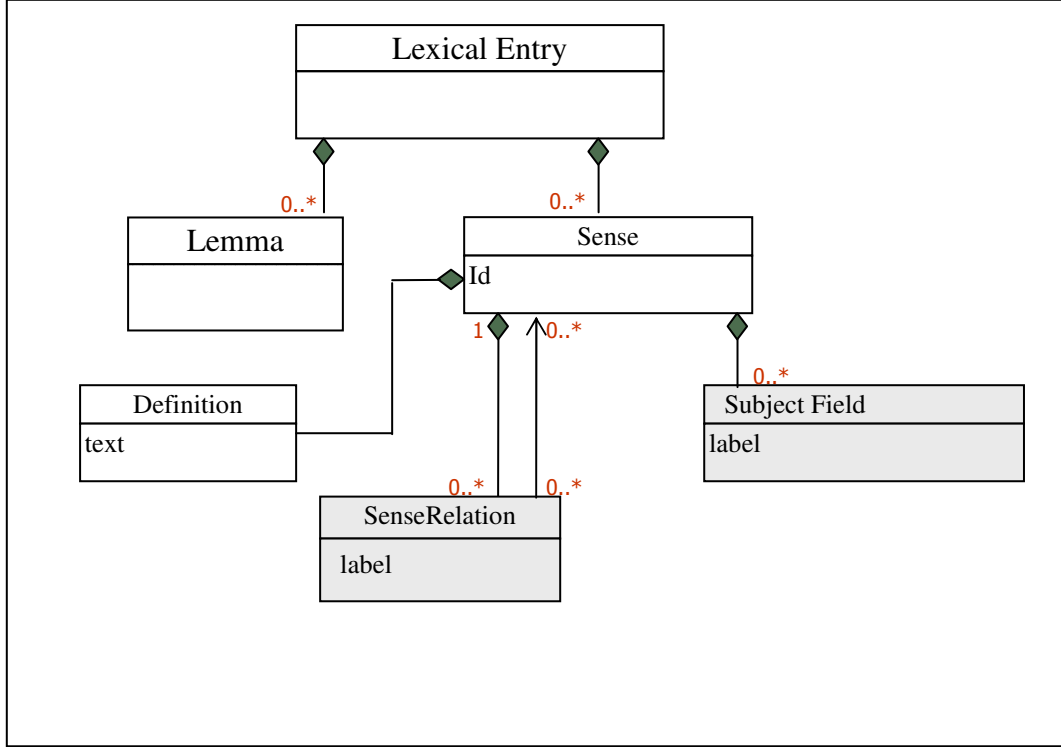 Lexical Entry
0..*
0..*
Lemma
Sense
Id
1
0..*
0..*
Definition
text
Subject Field
label
0..*
0..*
SenseRelation
label